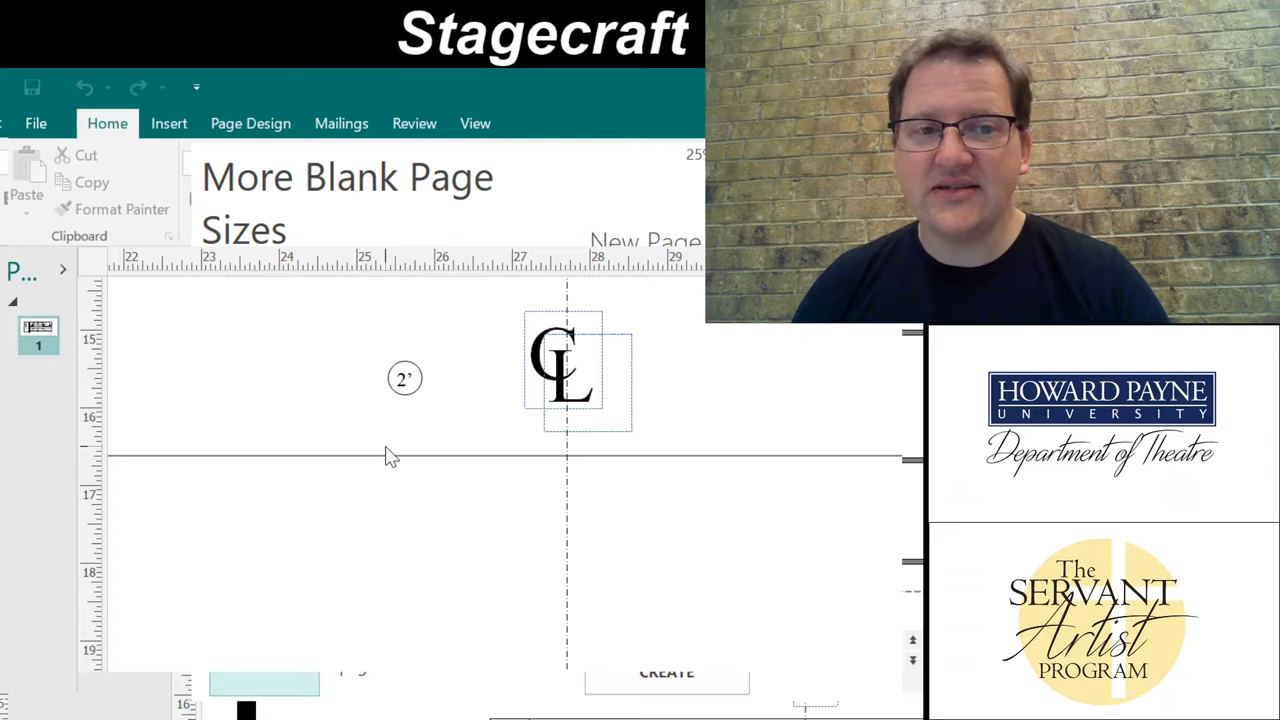 Stagecraft
File Home Insert Page Design Mailings Review View
Cut
Copy
Paste
Format Painter
Clipboard
More Blank Page
Sizes
25%
New Page
22 23 24 25 26 27 28 29
P...
1
15
16
17
18
19
16
2’
CL
CREATE
HOWARD PAYNE
UNIVERSITY
Department of Theatre
The
SERVANT
Artist
PROGRAM